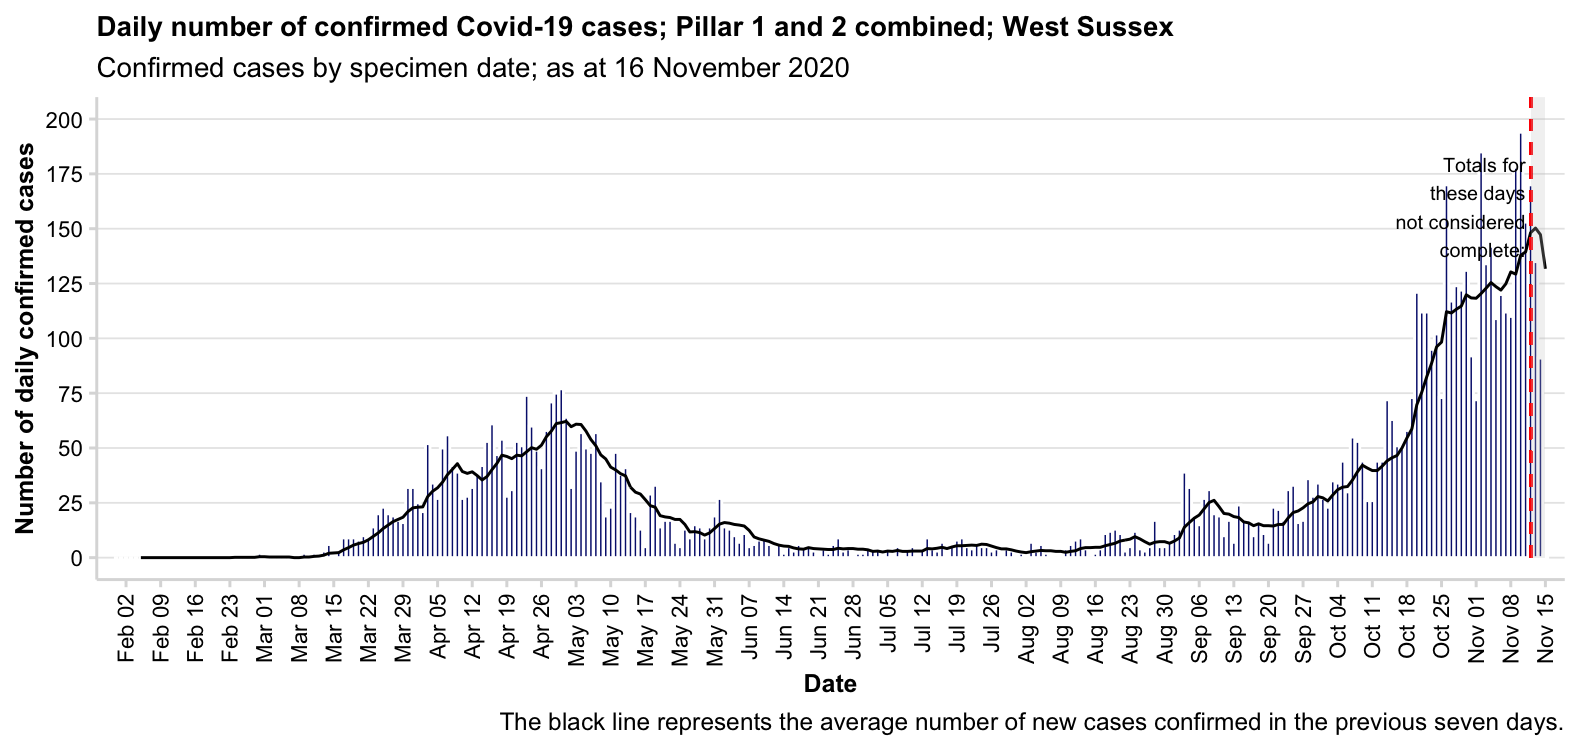 Daily number of confirmed Covid-19 cases; Pillar 1 and 2 combined; West Sussex
Confirmed cases by specimen date; as at 16 November 2020
Number of daily confirmed cases
200
175
150
125
100
75
50
25
0
Totals for
these days
not considered
complete:
Feb 02
Feb 09
Feb 16
Feb 23
Mar 01
Mar 08
Mar 15
Mar 22
Mar 29
Apr 05
Apr 12
Apr 19
Apr 26
May 03
May 10
May 17
May 24
May 31
Jun 07
Jun 14
Jun 21
Jun 28
Jul 05
Jul 12
Jul 19
Jul 26
Aug 02
Aug 09
Aug 16
Aug 23
Aug 30
Sep 06
Sep 13
Sep 20
Sep 27
Oct 04
Oct 11
Oct 18
Oct 25
Nov 01
Nov 08
Nov 15
Date
The black line represents the average number of new cases confirmed in the previous seven days.